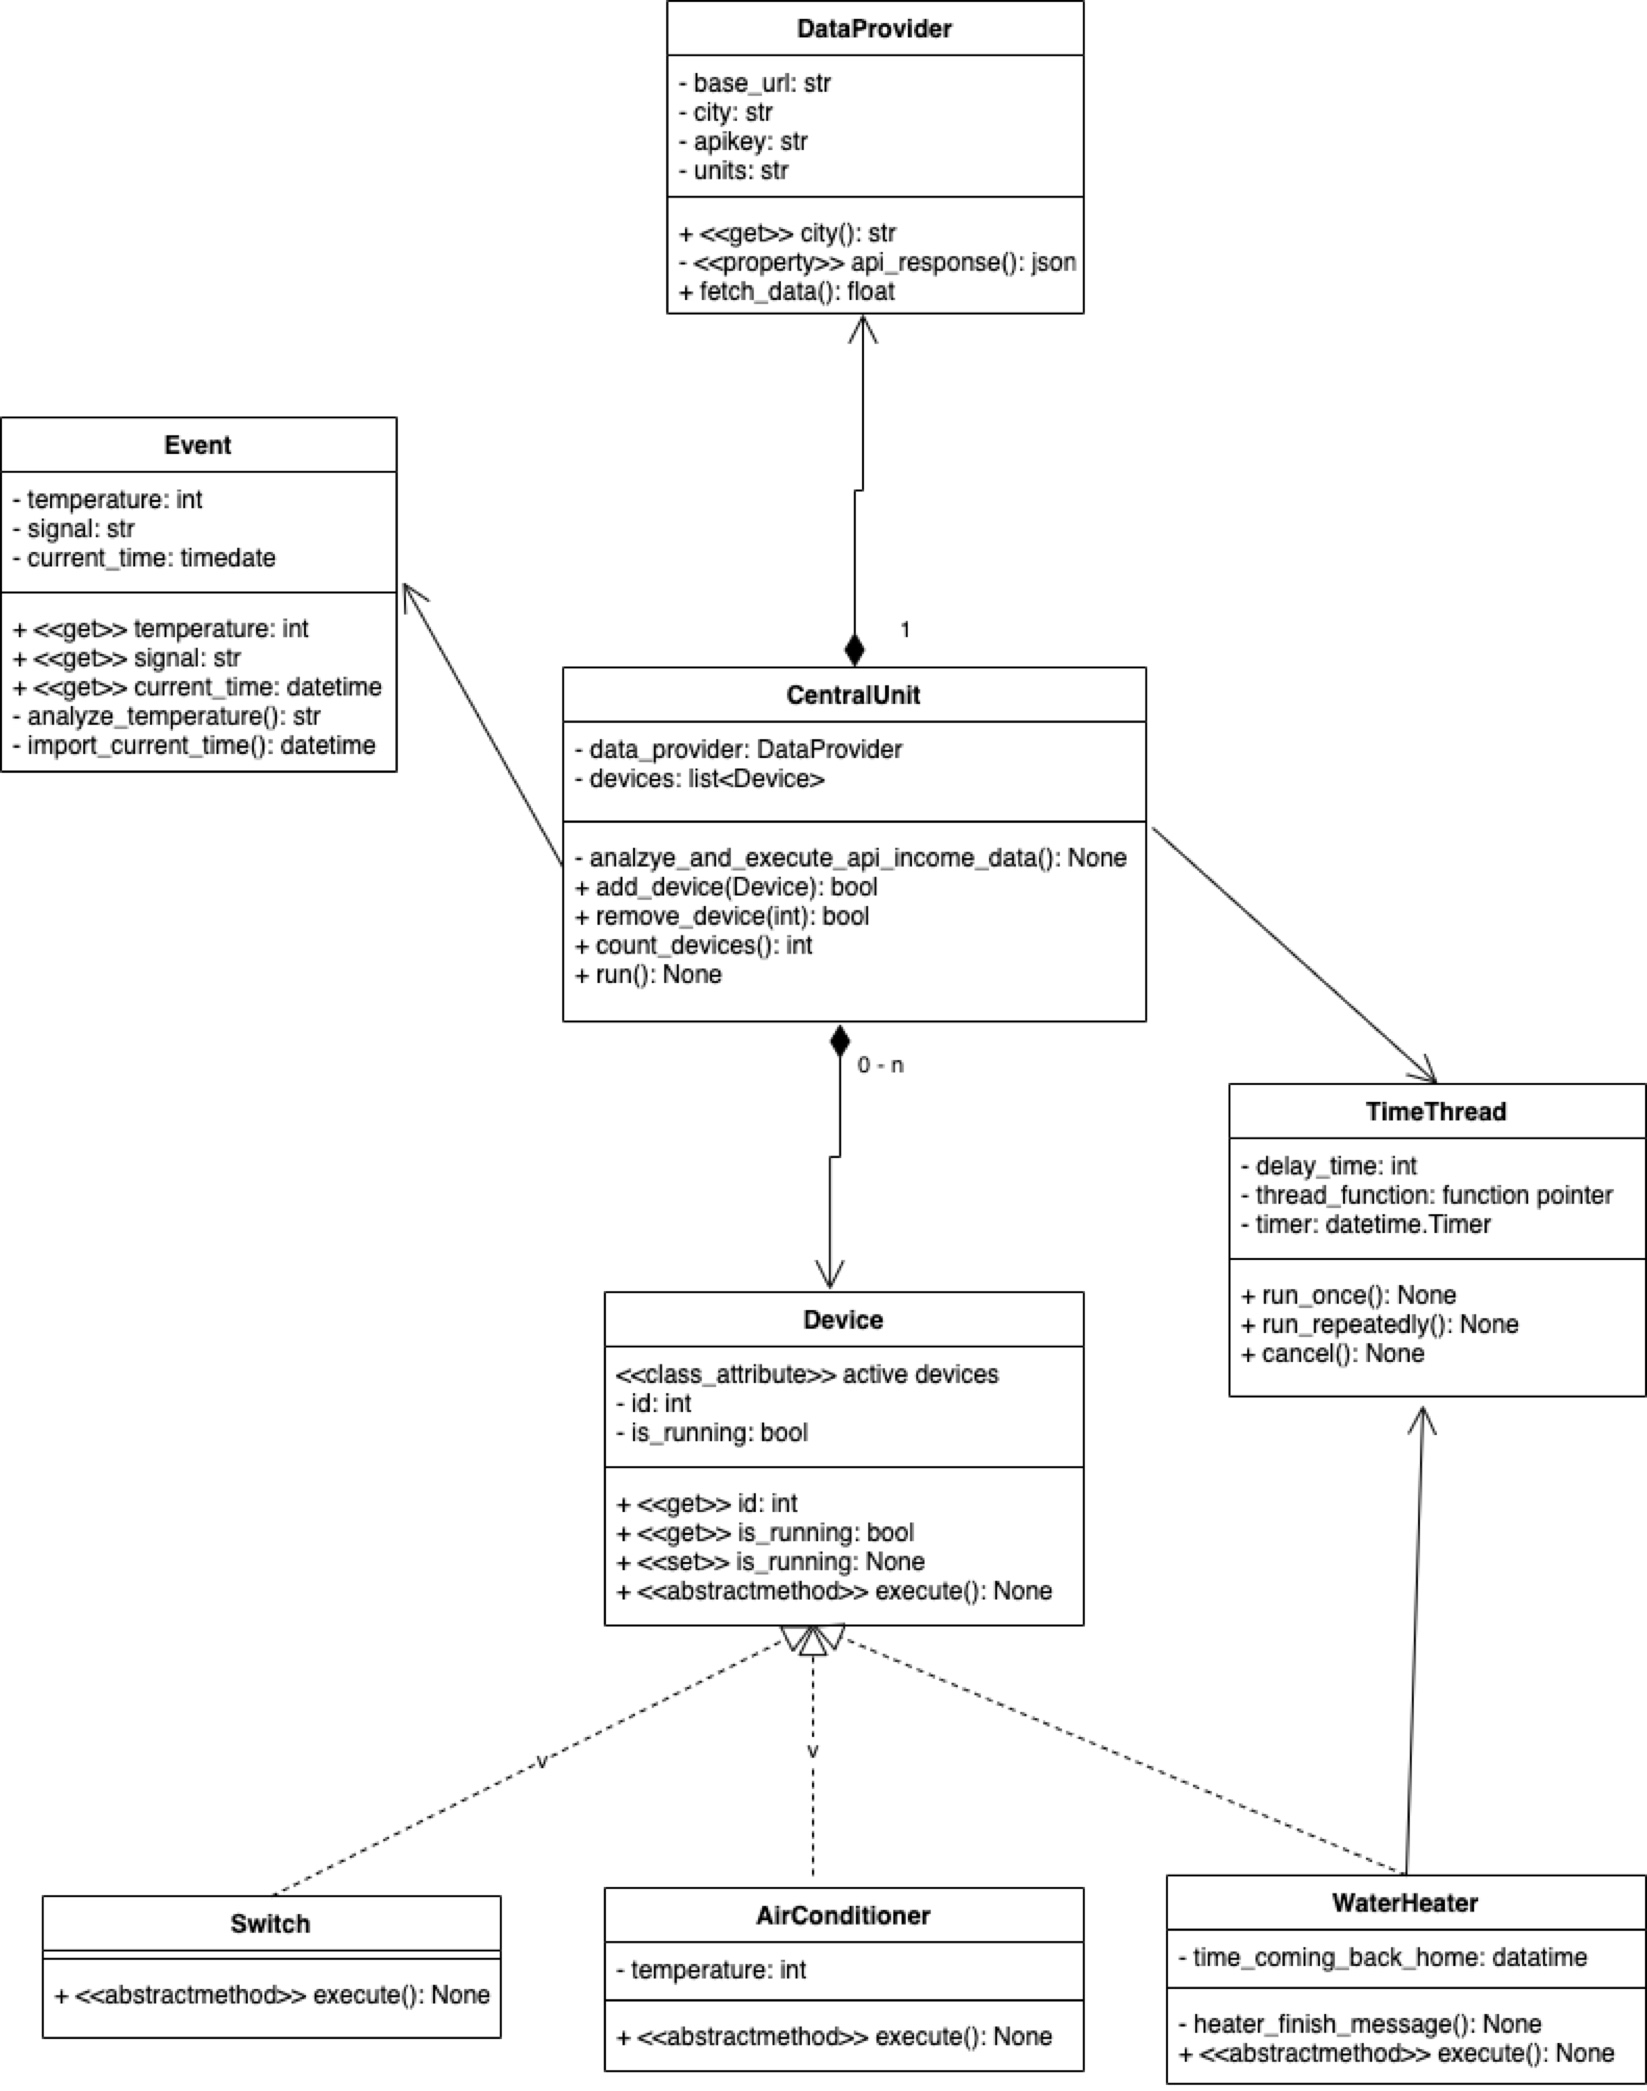 DataProvider
- base_url: str
- city: str
- apikey: str
- units: str
+ <<get>> city(): str
- <<property>> api_response(): json
+ fetch_data(): float
Event
- temperature: int
- signal: str
- current_time: timedate
+ <<get>> temperature: int
+ <<get>> signal: str
+ <<get>> current_time: datetime
- analyze_temperature(): str
- import_current_time(): datetime
1
CentralUnit
- data_provider: DataProvider
- devices: list<Device>
- analzye_and_execute_api_income_data(): None
+ add_device(Device): bool
+ remove_device(int): bool
+ count_devices(): int
+ run(): None
0 - n
TimeThread
- delay_time: int
- thread_function: function pointer
- timer: datetime.Timer
+ run_once(): None
+ run_repeatedly(): None
+ cancel(): None
Device
<<class_attribute>> active devices
- id: int
- is_running: bool
+ <<get>> id: int
+ <<get>> is_running: bool
+ <<set>> is_running: None
+ <<abstractmethod>> execute(): None
v
v
Switch
+ <<abstractmethod>> execute(): None
AirConditioner
- temperature: int
+ <<abstractmethod>> execute(): None
WaterHeater
- time_coming_back_home: datatime
- heater_finish_message(): None
+ <<abstractmethod>> execute(): None